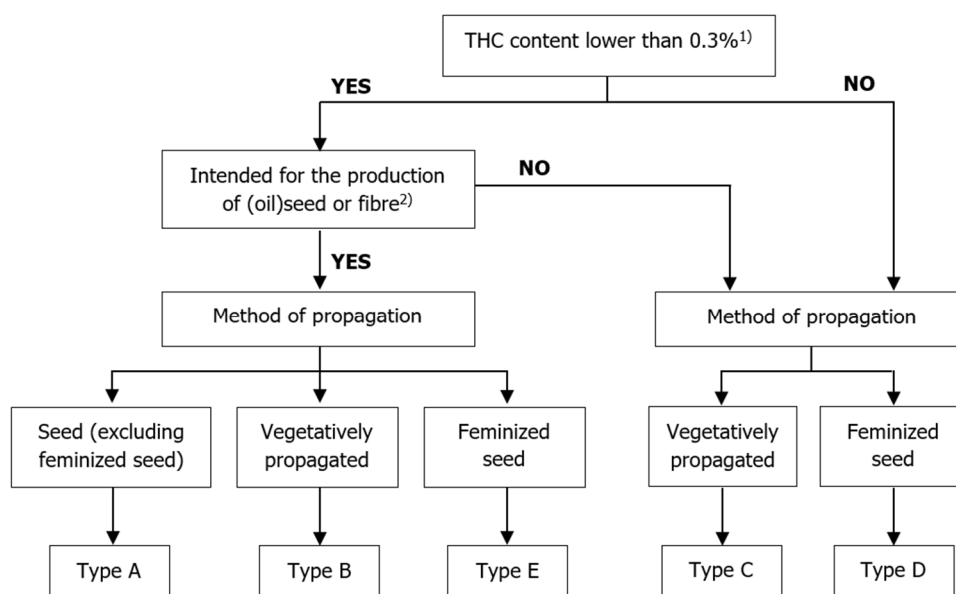 THC content lower than 0.3%1)
YES
NO
Intended for the production
of (oil)seed or fibre2)
NO
YES
Method of propagation
Method of propagation
Seed (excluding
feminized seed)
Vegetatively
propagated
Feminized
seed
Vegetatively
propagated
Feminized
seed
Type A
Type B
Type E
Type C
Type D